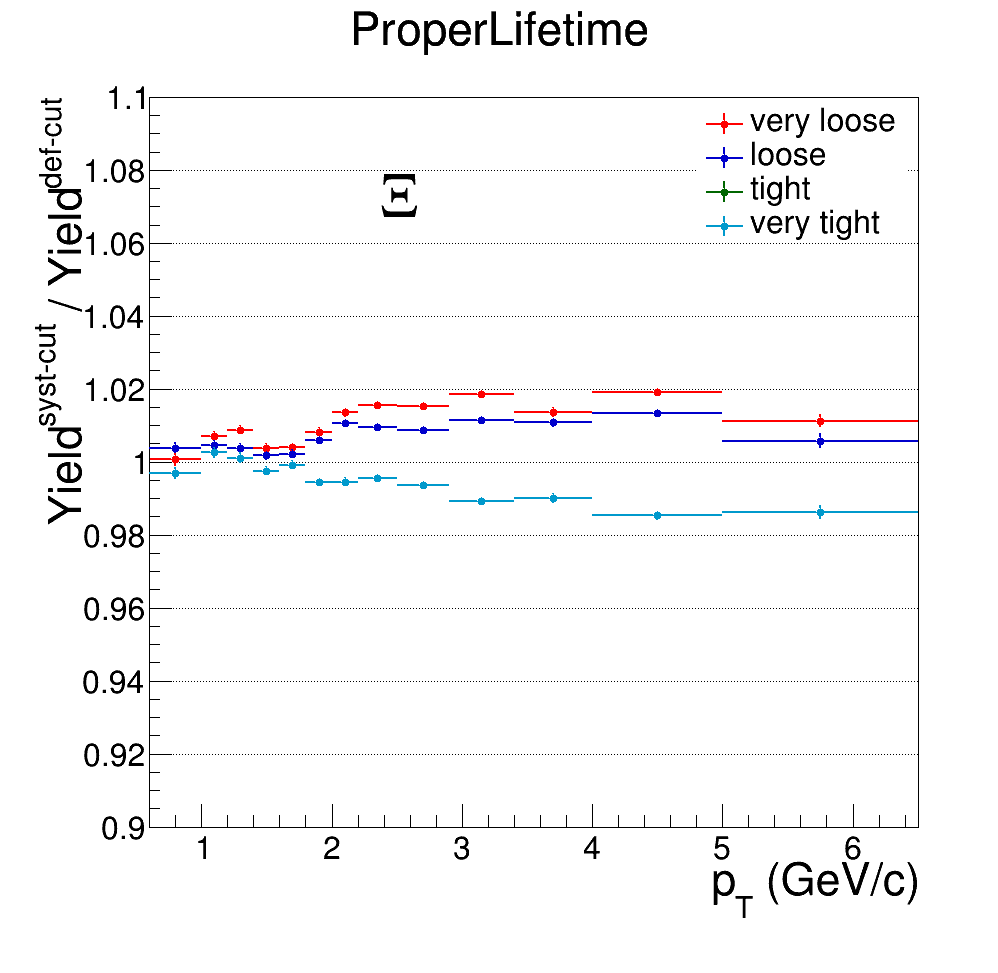 ProperLifetime
Yield^syst-cut / Yield^def-cut
1.1
1.08
1.06
1.04
1.02
1
0.98
0.96
0.94
0.92
0.9
Ξ
very loose
loose
tight
very tight
1 2 3 4 5 6
p_T (GeV/c)